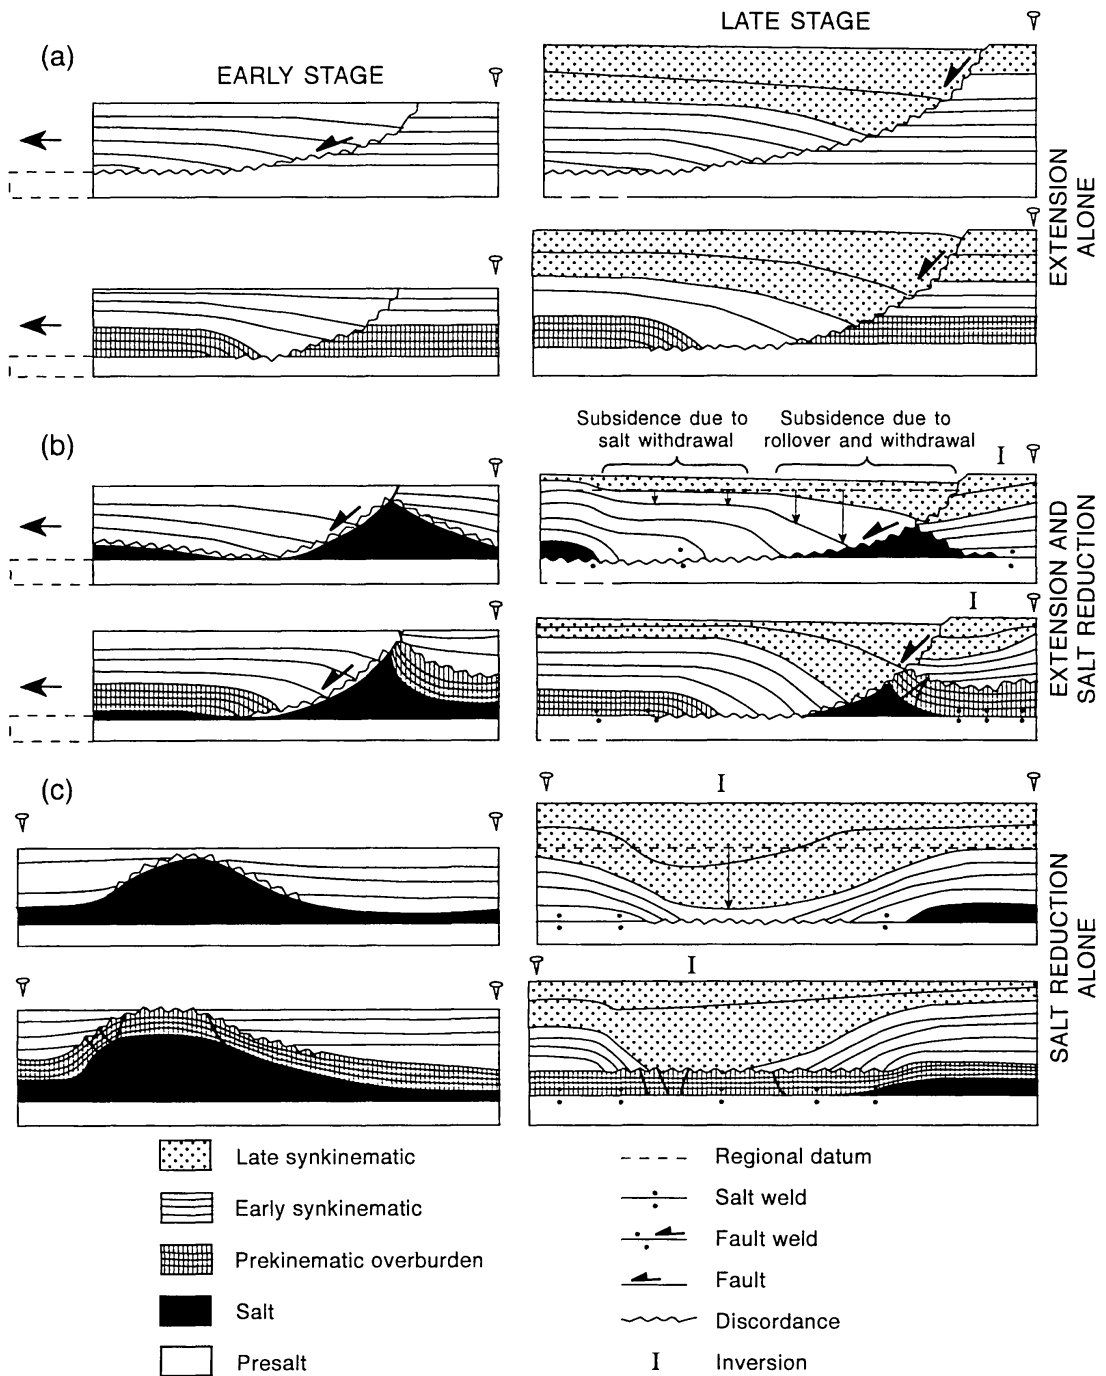 LATE STAGE
(a)
EARLY STAGE
EXTENSION
ALONE
(b)
Subsidence due to
salt withdrawal
Subsidence due to
rollover and withdrawal
I
I
EXTENSION AND
SALT REDUCTION
(c)
I
I
SALT REDUCTION
ALONE
Late synkinematic
Early synkinematic
Prekinematic overburden
Salt
Presalt
Regional datum
Salt weld
Fault weld
Fault
Discordance
I Inversion